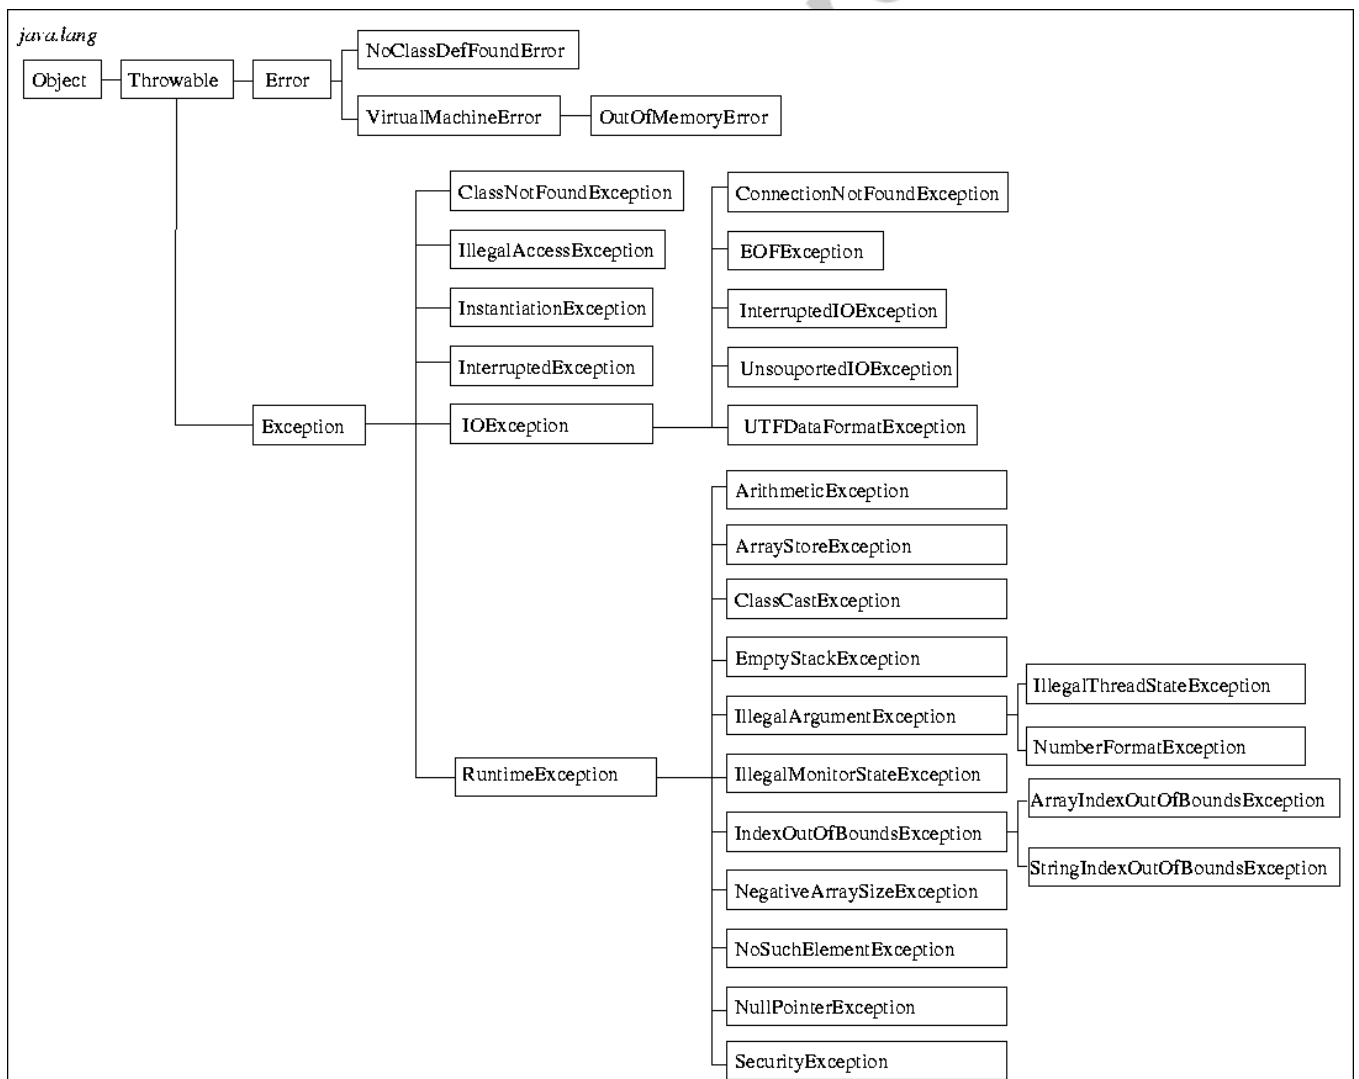 java.lang
Object
Throwable
Error
NoClassDefFoundError
VirtualMachineError
OutOfMemoryError
ClassNotFoundException
IllegalAccessException
InstantiationException
InterruptedException
Exception
IOException
ConnectionNotFoundException
EOFException
InterruptedIOException
UnsouportedIOException
UTFDataFormatException
RuntimeException
ArithmeticException
ArrayStoreException
ClassCastException
EmptyStackException
IllegalArgumentException
IllegalThreadStateException
NumberFormatException
IllegalMonitorStateException
IndexOutOfBoundsException
ArrayIndexOutOfBoundsException
StringIndexOutOfBoundsException
NegativeArraySizeException
NoSuchElementException
NullPointerException
SecurityException